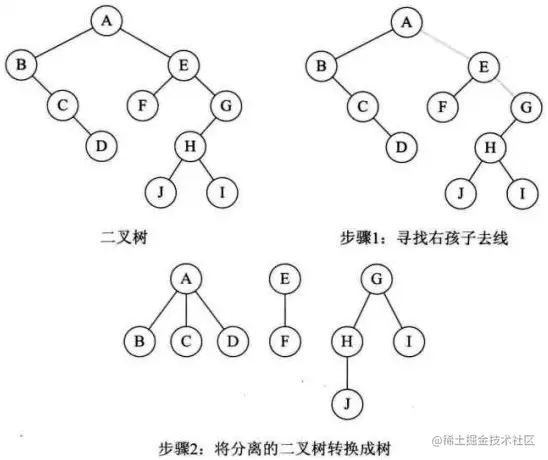 A A
B E B E
C F G C F G
D H D H
J I J I
二叉树 步骤1：寻找右孩子去线
A E G
B C D F H I
J
步骤2：将分离的二叉树转换成树
@稀土掘金技术社区